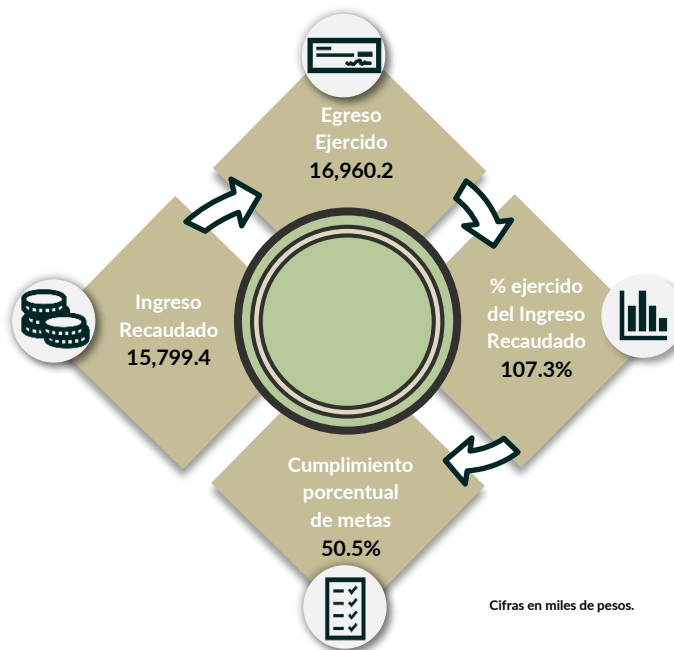 Egreso
Ejercido
16,960.2
Ingreso
Recaudado
15,799.4
% ejercido
del Ingreso
Recaudado
107.3%
Cumplimiento
porcentual
de metas
50.5%
Cifras en miles de pesos.